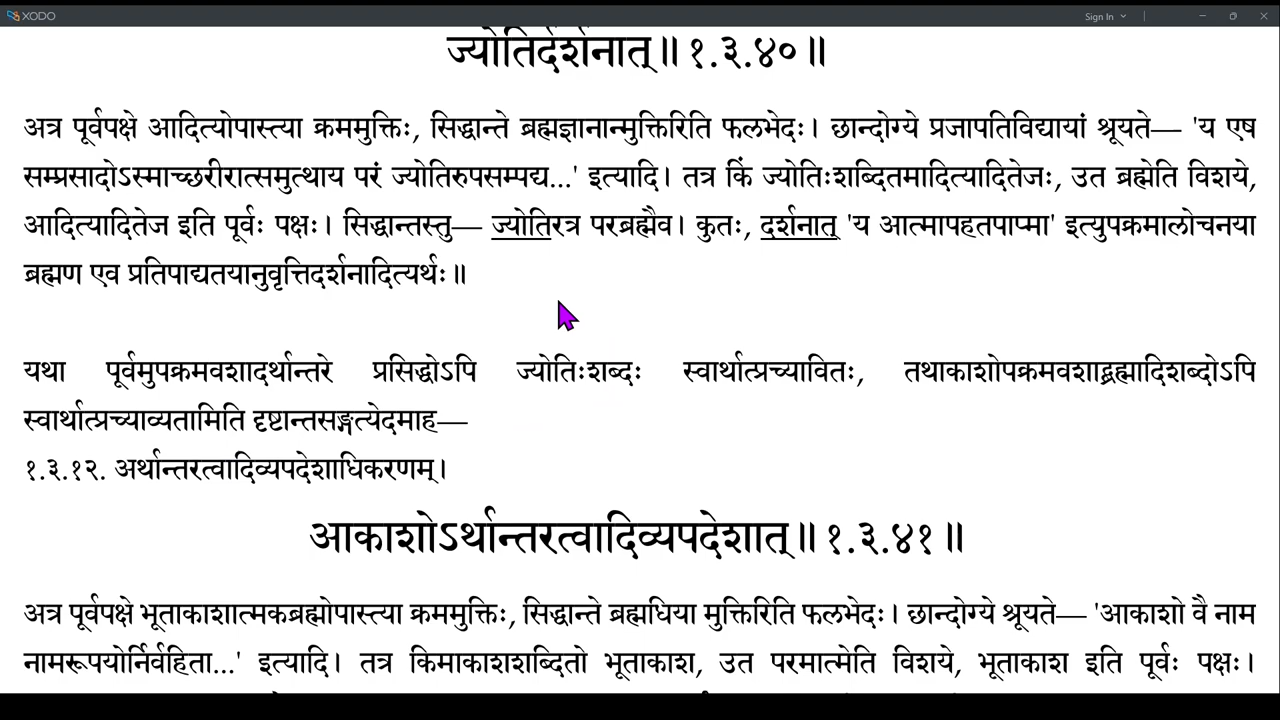 XODO
Sign In
ज्योतिर्दर्शनात्॥ १.३.४०॥
अत्र पूर्वपक्षे आदित्योपास्त्या क्रममुक्तिः, सिद्धान्ते ब्रह्मज्ञानान्मुक्तिरिति फलभेदः। छान्दोग्ये प्रजापतिविद्यायां श्रूयते— 'य एष
सम्प्रसादोऽस्माच्छरीरात्समुत्थाय परं ज्योतिरुपसम्पद्य...' इत्यादि। तत्र किं ज्योतिःशब्दितमादित्यादितेजः, उत ब्रह्मेति विशये,
आदित्यादितेज इति पूर्वः पक्षः। सिद्धान्तस्तु— ज्योतिरत्र परब्रह्मैव। कुतः, दर्शनात् 'य आत्मापहतपाप्मा' इत्युपक्रमालोचनया
ब्रह्मण एव प्रतिपाद्यतयानुवृत्तिदर्शनादित्यर्थः॥
यथा पूर्वमुपक्रमवशादर्थान्तरे प्रसिद्धोऽपि ज्योतिःशब्दः स्वार्थात्प्रच्यावितः, तथाकाशोपक्रमवशाद्ब्रह्मादिशब्दोऽपि
स्वार्थात्प्रच्याव्यतामिति दृष्टान्तसङ्गत्येदमाह—
१.३.१२. अर्थान्तरत्वादिव्यपदेशाधिकरणम्।
आकाशोऽर्थान्तरत्वादिव्यपदेशात्॥ १.३.४१॥
अत्र पूर्वपक्षे भूताकाशात्मकब्रह्मोपास्त्या क्रममुक्तिः, सिद्धान्ते ब्रह्मधिया मुक्तिरिति फलभेदः। छान्दोग्ये श्रूयते— 'आकाशो वै नाम
नामरूपयोर्निर्वहिता...' इत्यादि। तत्र किमाकाशशब्दितो भूताकाश, उत परमात्मेति विशये, भूताकाश इति पूर्वः पक्षः।